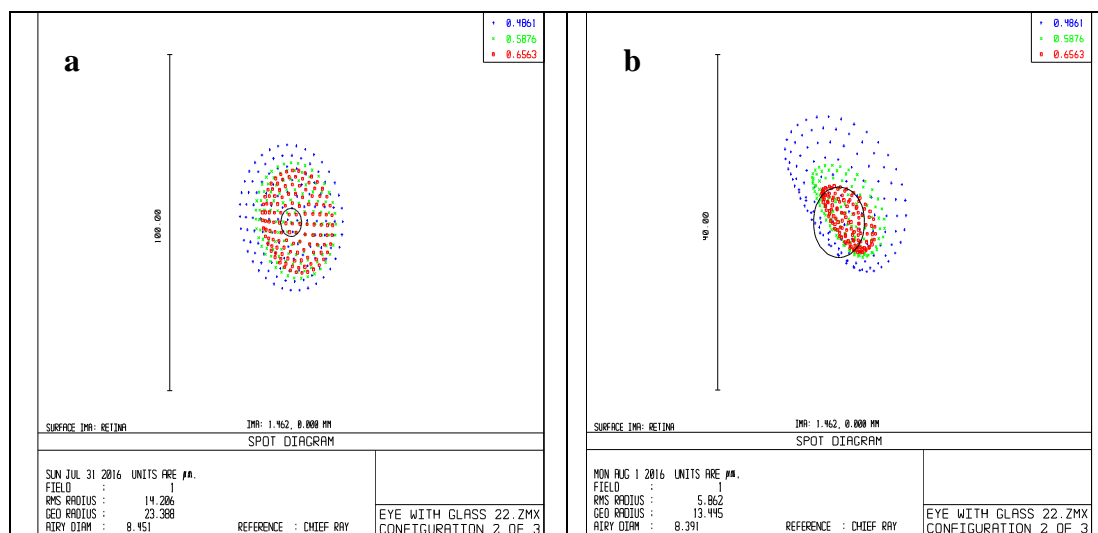 a
0.4861
0.5876
0.6563
100.00
SURFACE IMA: RETINA
IMA: 1.462, 0.000 MM
SPOT DIAGRAM
SUN JUL 31 2016 UNITS ARE µm.
FIELD : 1
RMS RADIUS : 14.206
GEO RADIUS : 23.388
AIRY DIAM : 8.451 REFERENCE : CHIEF RAY
EYE WITH GLASS 22.ZMX
CONFIGURATION 2 OF 3
b
0.4861
0.5876
0.6563
40.00
SURFACE IMA: RETINA
IMA: 1.462, 0.000 MM
SPOT DIAGRAM
MON AUG 1 2016 UNITS ARE µm.
FIELD : 1
RMS RADIUS : 5.862
GEO RADIUS : 13.445
AIRY DIAM : 8.391 REFERENCE : CHIEF RAY
EYE WITH GLASS 22.ZMX
CONFIGURATION 2 OF 3